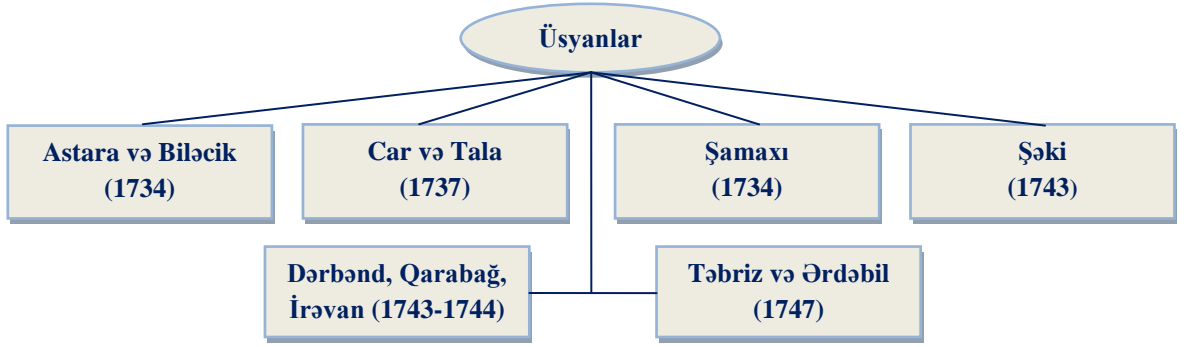 Üsyanlar
Astara və Biləcik
(1734)
Car və Tala
(1737)
Şamaxı
(1734)
Şəki
(1743)
Dərbənd, Qarabağ,
İrəvan (1743-1744)
Təbriz və Ərdəbil
(1747)